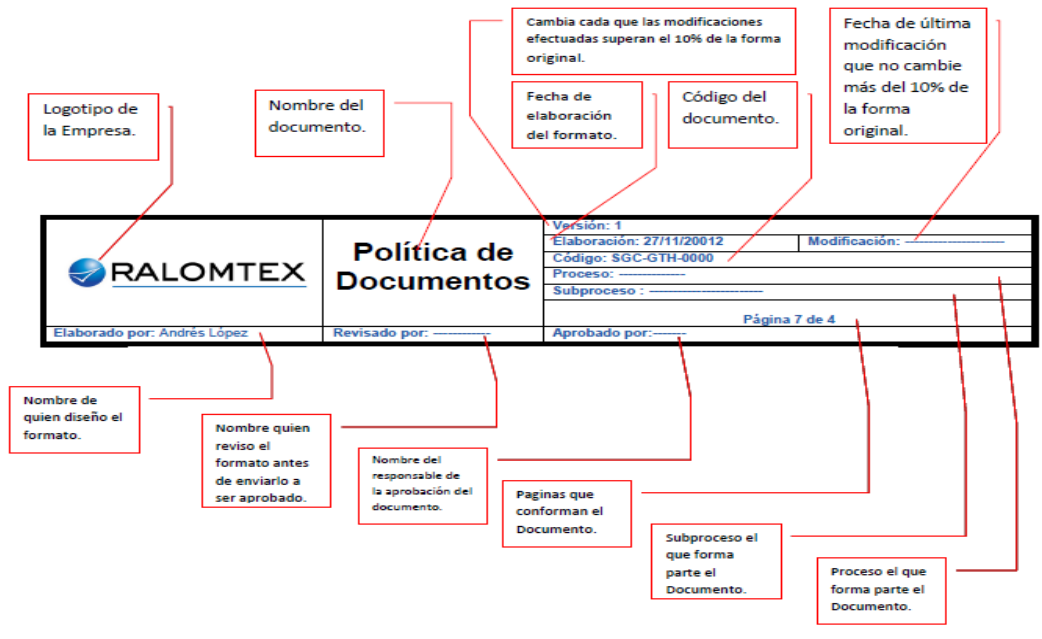 Cambia cada que las modificaciones
efectuadas superan el 10% de la forma
original.
Fecha de última
modificación
que no cambie
más del 10% de
la forma
original.
Logotipo de
la Empresa.
Nombre del
documento.
Fecha de
elaboración
del formato.
Código del
documento.
RALOMTEX
Política de
Documentos
Versión: 1
Elaboración: 27/11/20012
Modificación: ---------------------
Código: SGC-GTH-0000
Proceso: --------------
Subproceso : ------------------------
Página 7 de 4
Elaborado por: Andrés López
Revisado por: ------------
Aprobado por:-------
Nombre de
quien diseño el
formato.
Nombre quien
reviso el
formato antes
de enviarlo a
ser aprobado.
Nombre del
responsable de
la aprobación del
documento.
Paginas que
conforman el
Documento.
Subproceso el
que forma
parte el
Documento.
Proceso el que
forma parte el
Documento.